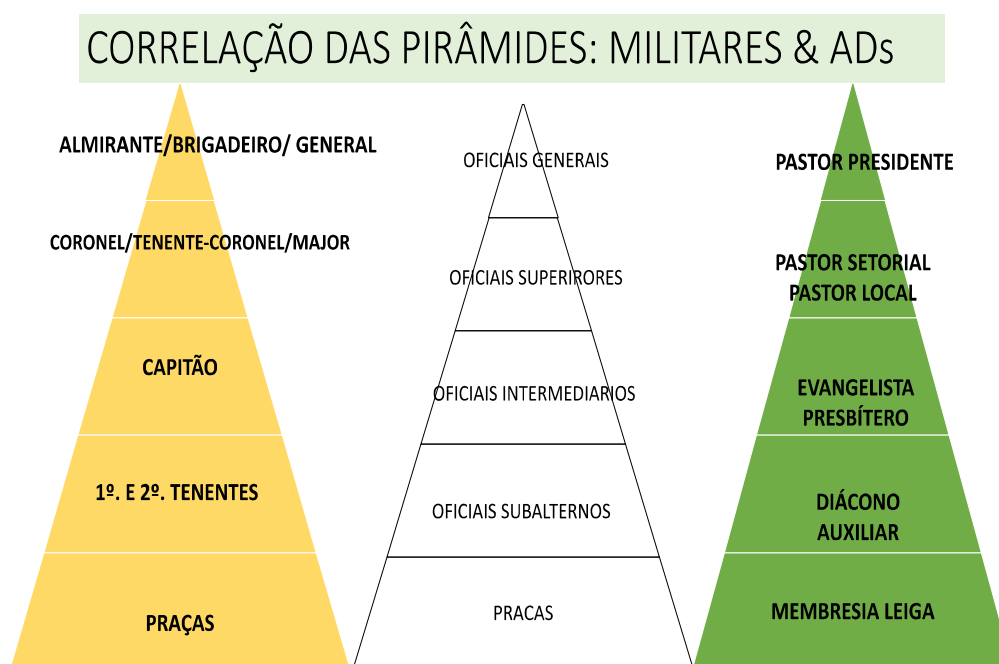 CORRELAÇÃO DAS PIRÂMIDES: MILITARES & ADs
ALMIRANTE/BRIGADEIRO/ GENERAL
CORONEL/TENENTE-CORONEL/MAJOR
CAPITÃO
1º. E 2º. TENENTES
PRAÇAS
OFICIAIS GENERAIS
OFICIAIS SUPERIRORES
OFICIAIS INTERMEDIARIOS
OFICIAIS SUBALTERNOS
PRACAS
PASTOR PRESIDENTE
PASTOR SETORIAL
PASTOR LOCAL
EVANGELISTA
PRESBÍTERO
DIÁCONO
AUXILIAR
MEMBRESIA LEIGA